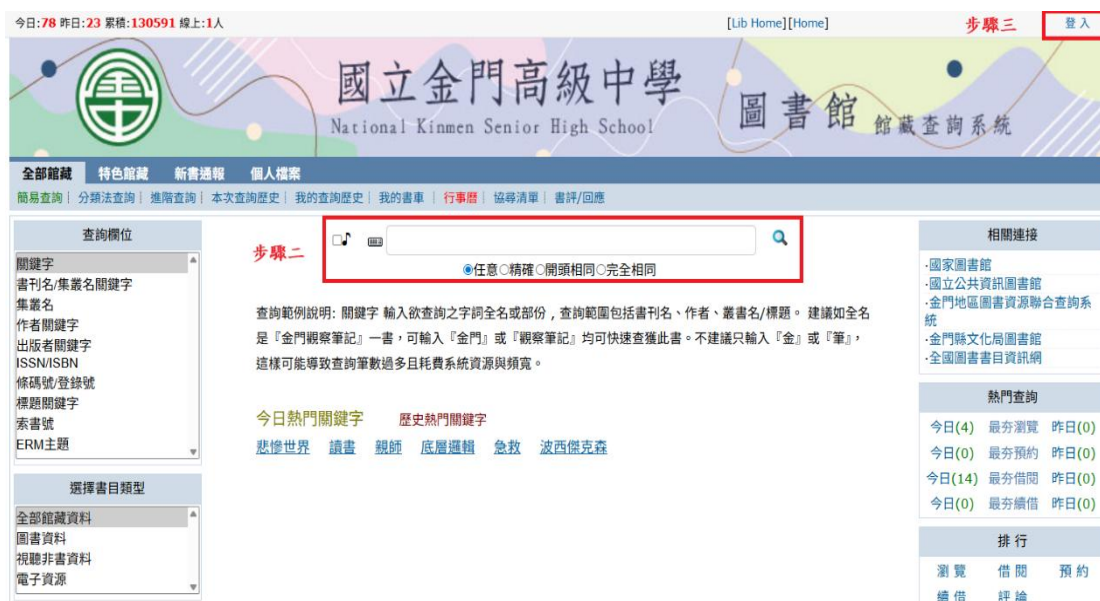 今日:78 昨日:23 累積:130591 線上:1人 [Lib Home][Home] 步驟三 登入
國立金門高級中學 圖書館 館藏查詢系統
National Kinmen Senior High School
全部館藏 特色館藏 新書通報 個人檔案
簡易查詢 | 分類法查詢 | 進階查詢 | 本次查詢歷史 | 我的查詢歷史 | 我的書車 | 行事曆 | 協尋清單 | 書評/回應
查詢欄位
關鍵字
書刊名/集叢名關鍵字
集叢名
作者關鍵字
出版者關鍵字
ISSN/ISBN
條碼號/登錄號
標題關鍵字
索書號
ERM主題
選擇書目類型
全部館藏資料
圖書資料
視聽非書資料
電子資源
步驟二
任意 精確 開頭相同 完全相同
查詢範例說明: 關鍵字 輸入欲查詢之字詞全名或部份，查詢範圍包括書刊名、作者、叢書名/標題。 建議如全名
是『金門觀察筆記』一書，可輸入『金門』或『觀察筆記』均可快速查獲此書。不建議只輸入『金』或『筆』，
這樣可能導致查詢筆數過多且耗費系統資源與頻寬。
今日熱門關鍵字 歷史熱門關鍵字
悲慘世界 讀書 親師 底層邏輯 急救 波西傑克森
相關連接
·國家圖書館
·國立公共資訊圖書館
·金門地區圖書資源聯合查詢系
統
·金門縣文化局圖書館
·全國圖書書目資訊網
熱門查詢
今日(4) 最夯瀏覽 昨日(0)
今日(0) 最夯預約 昨日(0)
今日(14) 最夯借閱 昨日(0)
今日(0) 最夯續借 昨日(0)
排行
瀏覽 借閱 預約
續借 評論